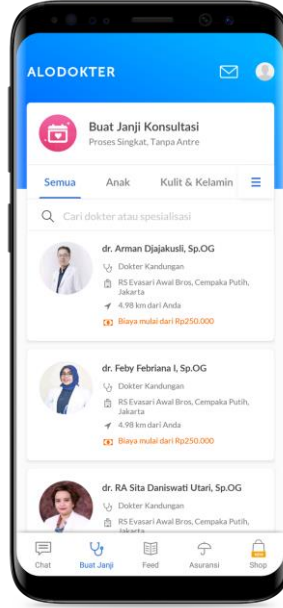 ALODOKTER
Buat Janji Konsultasi
Proses Singkat, Tanpa Antre
Semua Anak Kulit & Kelamin
Cari dokter atau spesialisasi
dr. Arman Djajakusli, Sp.OG
Dokter Kandungan
RS Evasari Awal Bros, Cempaka Putih,
Jakarta
4.98 km dari Anda
Biaya mulai dari Rp250.000
dr. Feby Febriana I, Sp.OG
Dokter Kandungan
RS Evasari Awal Bros, Cempaka Putih,
Jakarta
4.98 km dari Anda
Biaya mulai dari Rp250.000
dr. RA Sita Daniswati Utari, Sp.OG
Dokter Kandungan
RS Evasari Awal Bros, Cempaka Putih,
Jakarta
Chat Buat Janji Feed Asuransi Shop